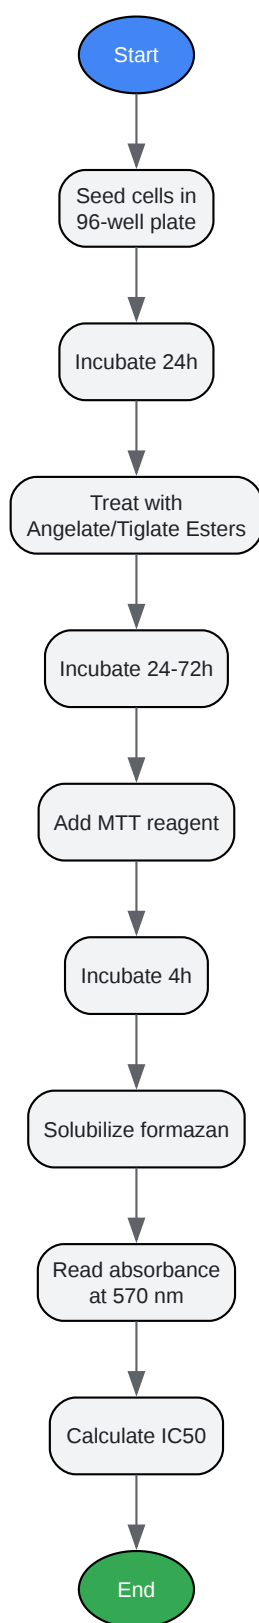 Start
Seed cells in
96-well plate
Incubate 24h
Treat with
Angelate/Tiglate Esters
Incubate 24-72h
Add MTT reagent
Incubate 4h
Solubilize formazan
Read absorbance
at 570 nm
Calculate IC50
End